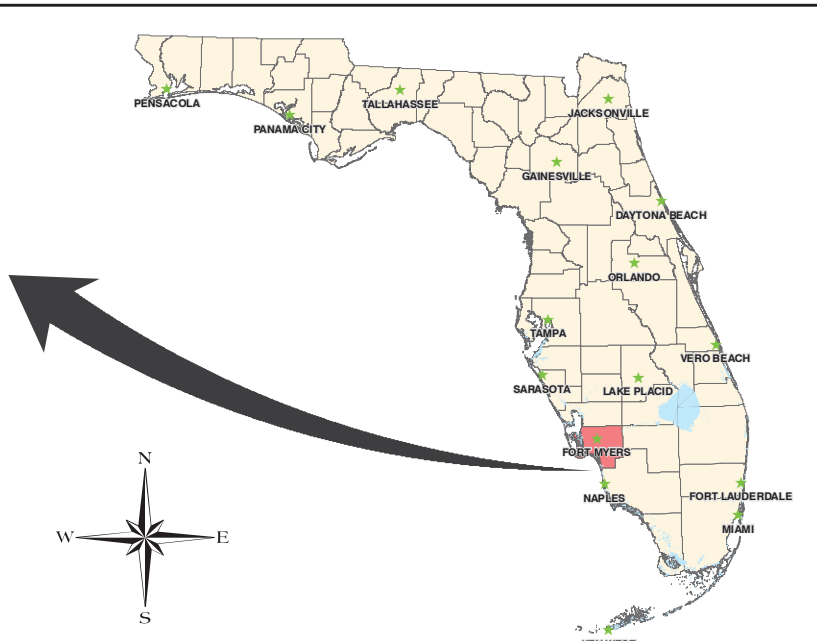 PENSACOLA
TALLAHASSEE
JACKSONVILLE
PANAMA CITY
GAINESVILLE
DAYTONA BEACH
ORLANDO
TAMPA
VERO BEACH
SARASOTA
LAKE PLACID
FORT MYERS
N
NAPLES
FORT LAUDERDALE
MIAMI
W
E
S